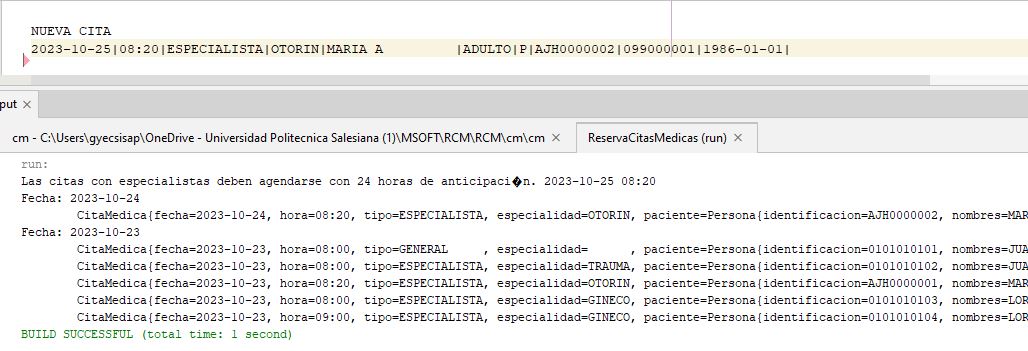 NUEVA CITA
2023-10-25|08:20|ESPECIALISTA|OTORIN|MARIA A          |ADULTO|P|AJH0000002|099000001|1986-01-01|
put ×
cm - C:\Users\gyecsisap\OneDrive - Universidad Politecnica Salesiana (1)\MSOFT\RCM\RCM\cm\cm × ReservaCitasMedicas (run) ×
run:
Las citas con especialistas deben agendarse con 24 horas de anticipaci�n. 2023-10-25 08:20
Fecha: 2023-10-24
CitaMedica{fecha=2023-10-24, hora=08:20, tipo=ESPECIALISTA, especialidad=OTORIN, paciente=Persona{identificacion=AJH0000002, nombres=MAR
Fecha: 2023-10-23
CitaMedica{fecha=2023-10-23, hora=08:00, tipo=GENERAL     , especialidad=      , paciente=Persona{identificacion=0101010101, nombres=JUA
CitaMedica{fecha=2023-10-23, hora=08:00, tipo=ESPECIALISTA, especialidad=TRAUMA, paciente=Persona{identificacion=0101010102, nombres=JUA
CitaMedica{fecha=2023-10-23, hora=08:20, tipo=ESPECIALISTA, especialidad=OTORIN, paciente=Persona{identificacion=AJH0000001, nombres=MAR
CitaMedica{fecha=2023-10-23, hora=08:00, tipo=ESPECIALISTA, especialidad=GINECO, paciente=Persona{identificacion=0101010103, nombres=LOR
CitaMedica{fecha=2023-10-23, hora=09:00, tipo=ESPECIALISTA, especialidad=GINECO, paciente=Persona{identificacion=0101010104, nombres=LOR
BUILD SUCCESSFUL (total time: 1 second)